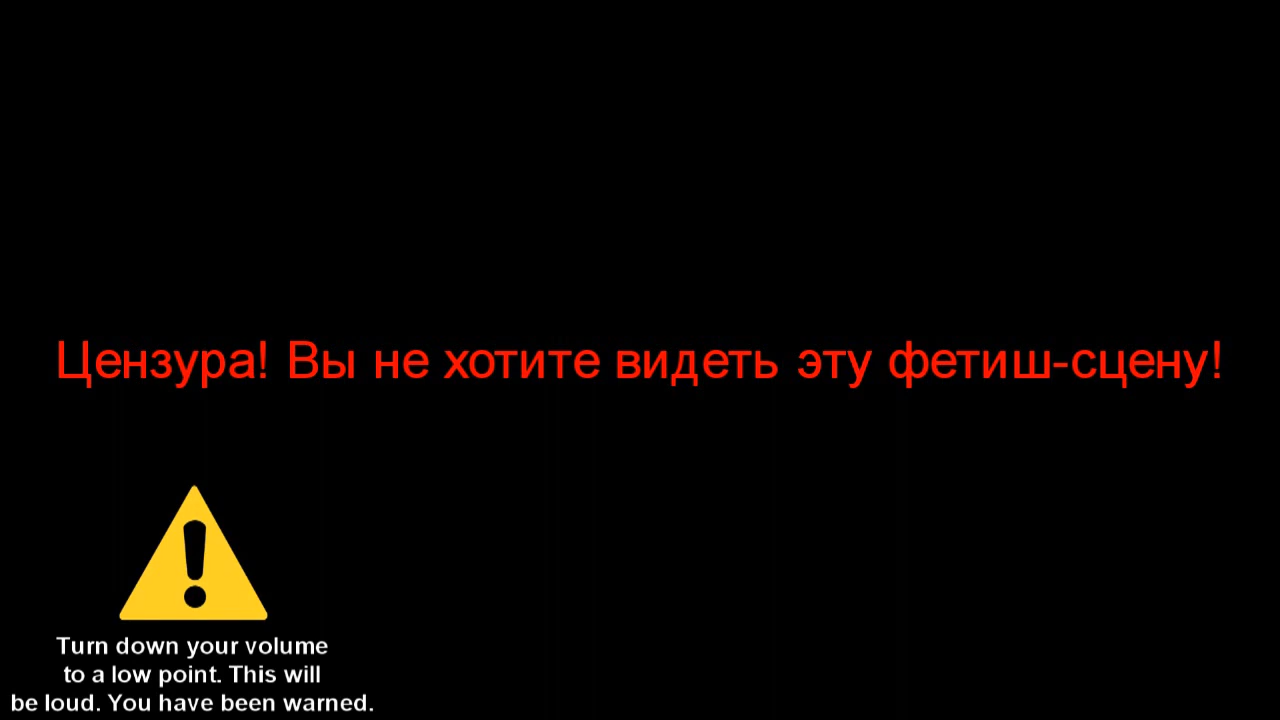 Цензура! Вы не хотите видеть эту фетиш-сцену!
Turn down your volume
to a low point. This will
be loud. You have been warned.